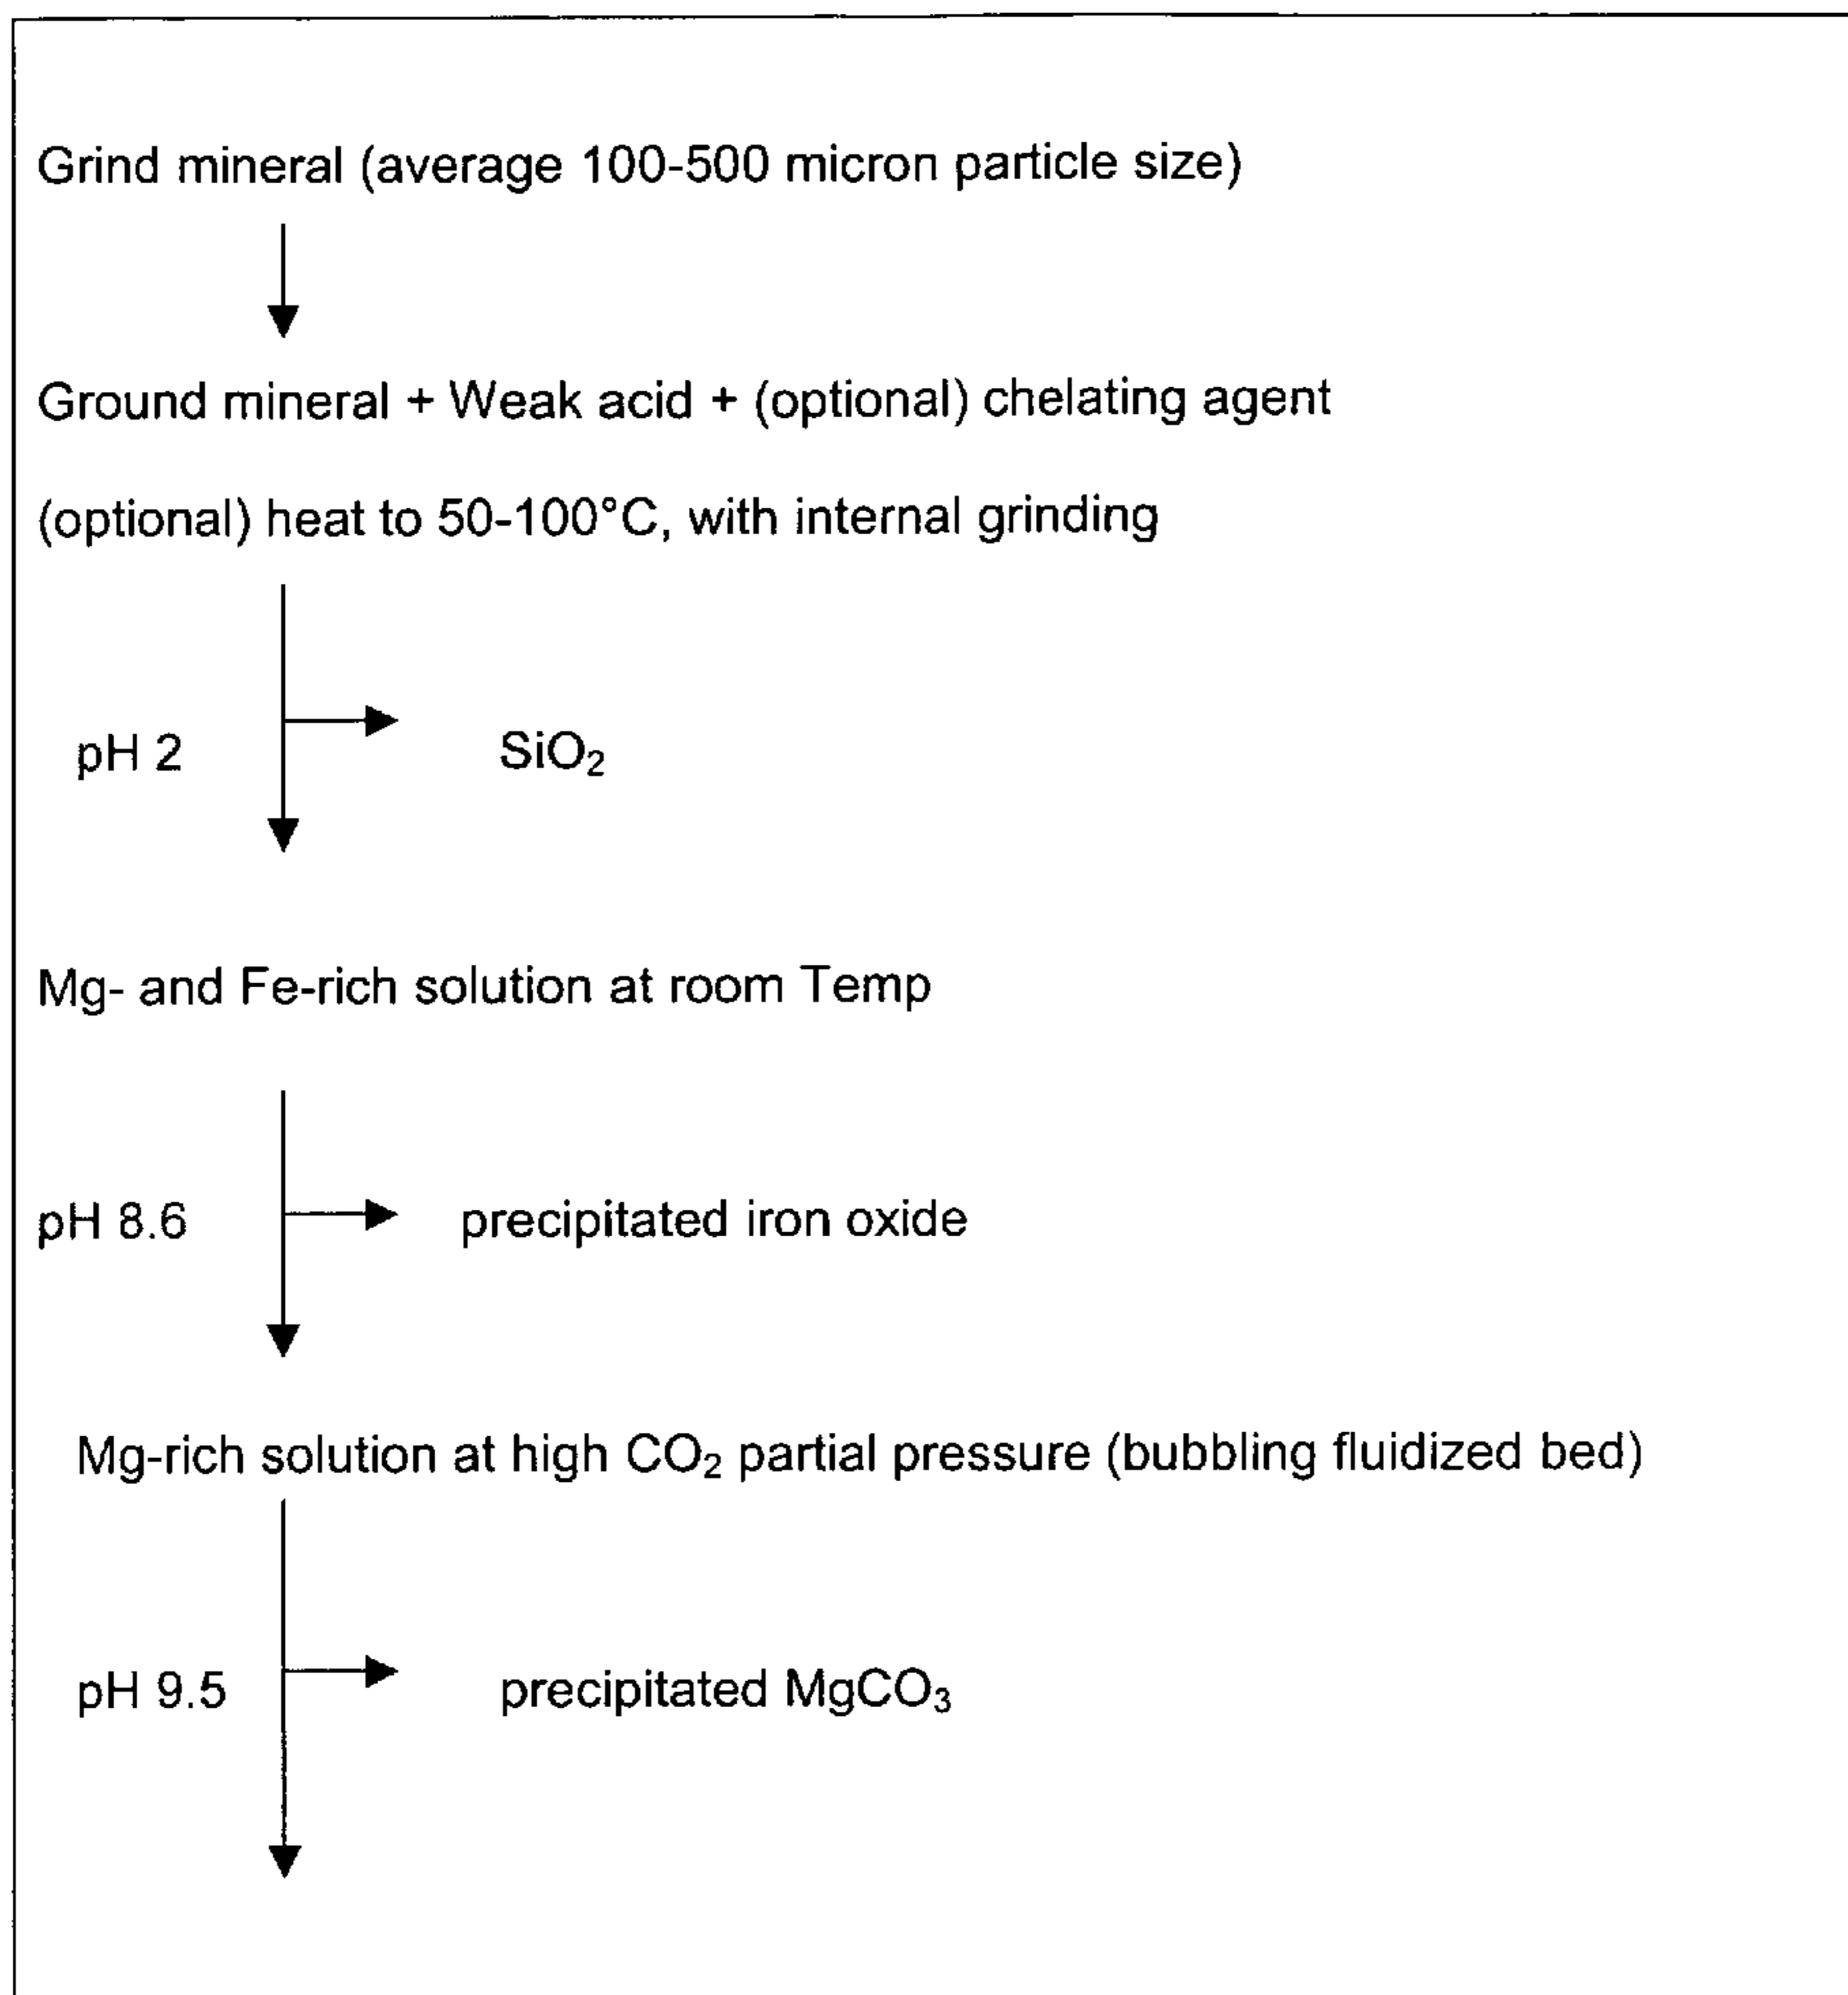 Grind mineral (average 100-500 micron particle size)
Ground mineral + Weak acid + (optional) chelating agent
(optional) heat to 50-100°C, with internal grinding
pH 2 SiO₂
Mg- and Fe-rich solution at room Temp
pH 8.6 precipitated iron oxide
Mg-rich solution at high CO₂ partial pressure (bubbling fluidized bed)
pH 9.5 precipitated MgCO₃